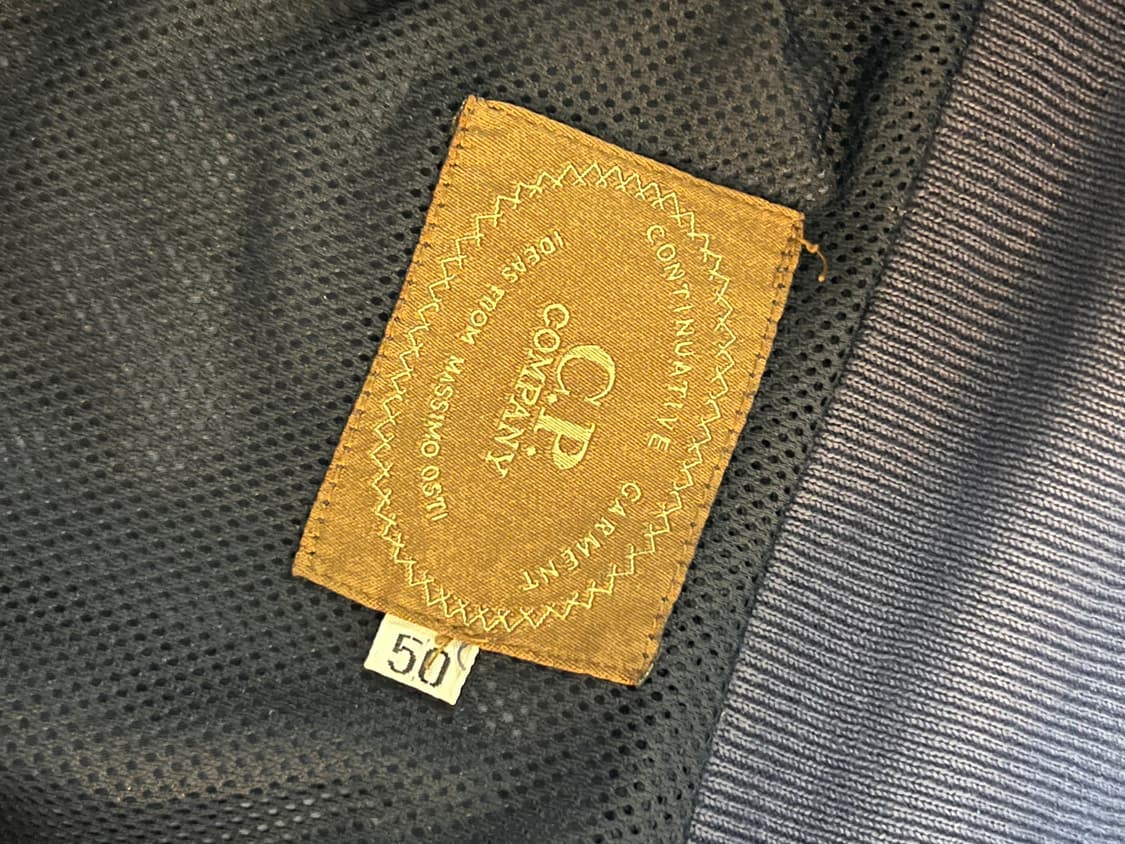 CONTINUATIVE GARMENT
C.P.
COMPANY
IDEAS FROM MASSIMO OSTI
50